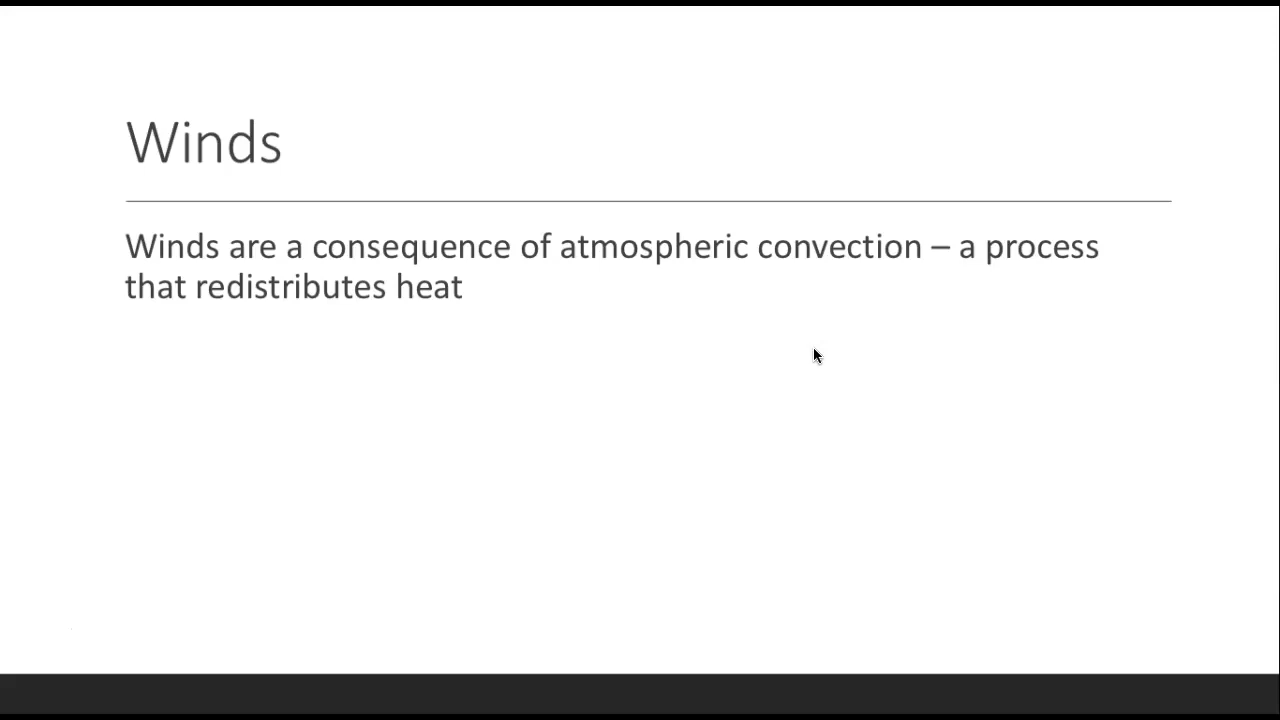 Winds
Winds are a consequence of atmospheric convection – a process
that redistributes heat